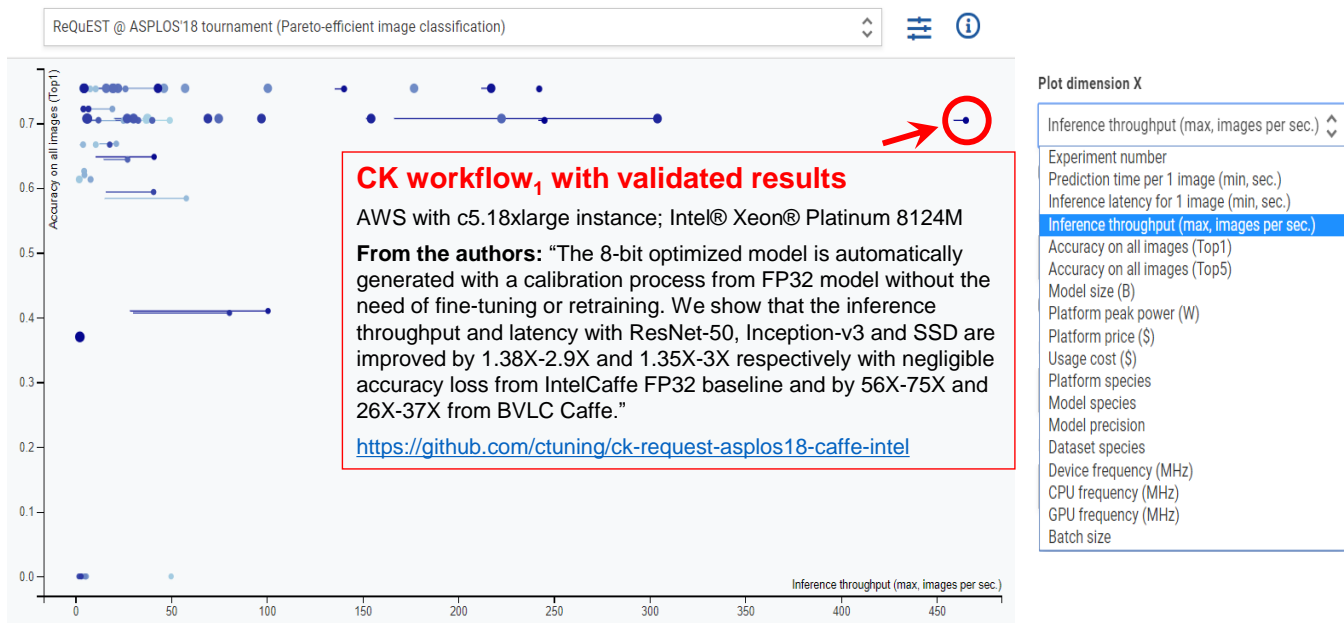 ReQuEST @ ASPLOS'18 tournament (Pareto-efficient image classification)
Accuracy on all images (Top1)
0.7
0.6
0.5
0.4
0.3
0.2
0.1
0.0
CK workflow1 with validated results
AWS with c5.18xlarge instance; Intel® Xeon® Platinum 8124M
From the authors: “The 8-bit optimized model is automatically
generated with a calibration process from FP32 model without the
need of fine-tuning or retraining. We show that the inference
throughput and latency with ResNet-50, Inception-v3 and SSD are
improved by 1.38X-2.9X and 1.35X-3X respectively with negligible
accuracy loss from IntelCaffe FP32 baseline and by 56X-75X and
26X-37X from BVLC Caffe.”
https://github.com/ctuning/ck-request-asplos18-caffe-intel
Inference throughput (max, images per sec.)
0 50 100 150 200 250 300 350 400 450
Plot dimension X
Inference throughput (max, images per sec.)
Experiment number
Prediction time per 1 image (min, sec.)
Inference latency for 1 image (min, sec.)
Inference throughput (max, images per sec.)
Accuracy on all images (Top1)
Accuracy on all images (Top5)
Model size (B)
Platform peak power (W)
Platform price ($)
Usage cost ($)
Platform species
Model species
Model precision
Dataset species
Device frequency (MHz)
CPU frequency (MHz)
GPU frequency (MHz)
Batch size